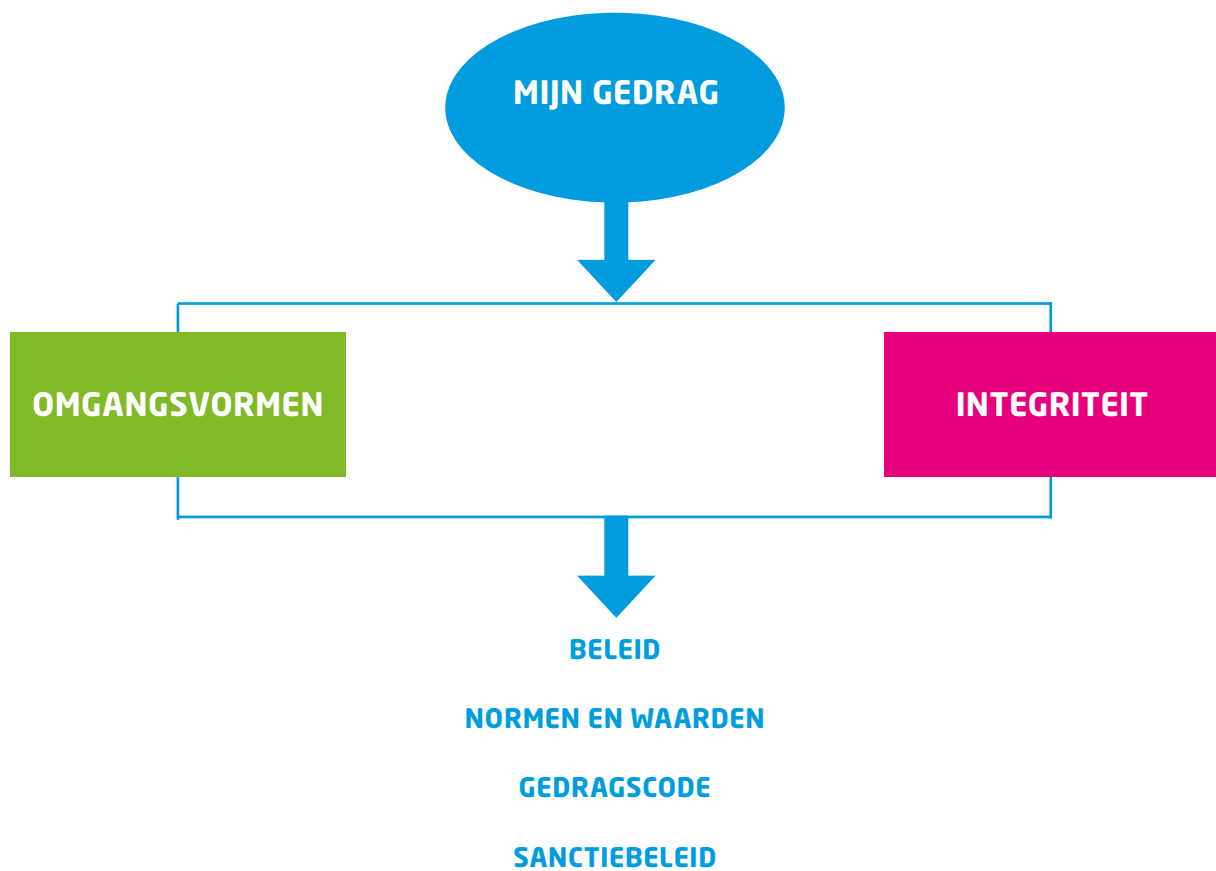 MIJN GEDRAG
OMGANGSVORMEN
INTEGRITEIT
BELEID
NORMEN EN WAARDEN
GEDRAGSCODE
SANCTIEBELEID